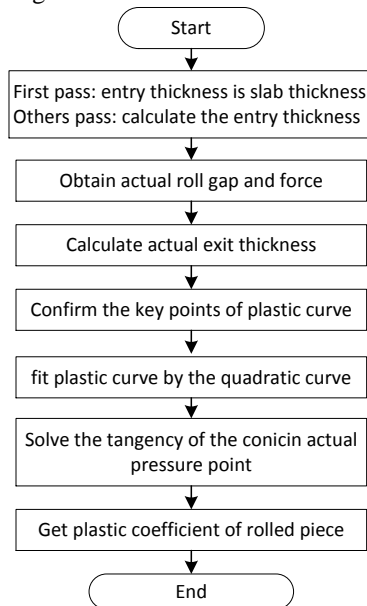 Start
First pass: entry thickness is slab thickness
Others pass: calculate the entry thickness
Obtain actual roll gap and force
Calculate actual exit thickness
Confirm the key points of plastic curve
fit plastic curve by the quadratic curve
Solve the tangency of the conicin actual
pressure point
Get plastic coefficient of rolled piece
End